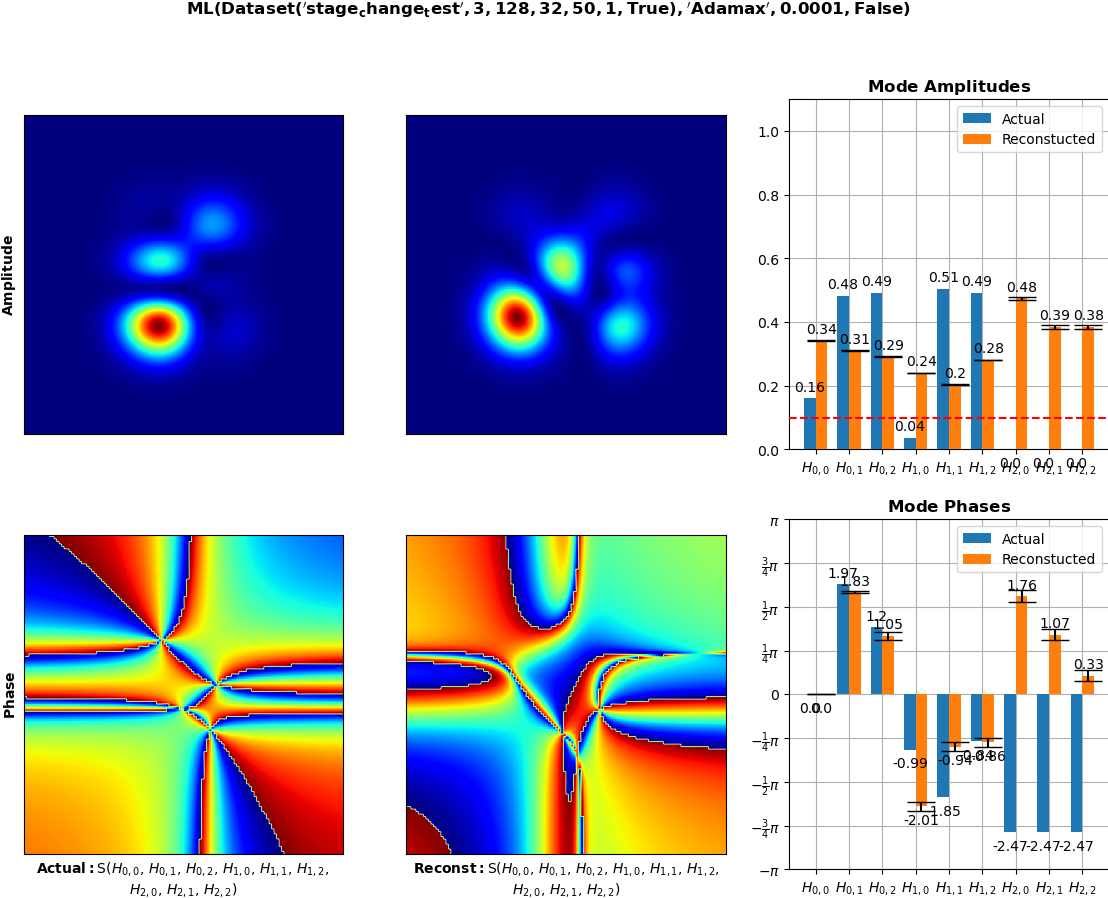 ML(Dataset('stage_change_test', 3, 128, 32, 50, 1, True), 'Adamax', 0.0001, False)
Amplitude
Mode Amplitudes
Actual
Reconstucted
1.0
0.8
0.6
0.4
0.2
0.0
0.16 0.34 0.48 0.31 0.49 0.29 0.04 0.24 0.51 0.2 0.49 0.28 0.0 0.48 0.0 0.39 0.0 0.38
H0,0 H0,1 H0,2 H1,0 H1,1 H1,2 H2,0 H2,1 H2,2
Phase
Mode Phases
Actual
Reconstucted
π
3/4π
1/2π
1/4π
0
−1/4π
−1/2π
−3/4π
−π
0.0 0.0 1.97 1.83 1.2 1.05 -0.99 -2.01 -1.85 -0.94 -0.84 -0.86 -2.47 1.76 -2.47 1.07 -2.47 0.33
H0,0 H0,1 H0,2 H1,0 H1,1 H1,2 H2,0 H2,1 H2,2
Actual: S(H0,0, H0,1, H0,2, H1,0, H1,1, H1,2,
H2,0, H2,1, H2,2)
Reconst: S(H0,0, H0,1, H0,2, H1,0, H1,1, H1,2,
H2,0, H2,1, H2,2)